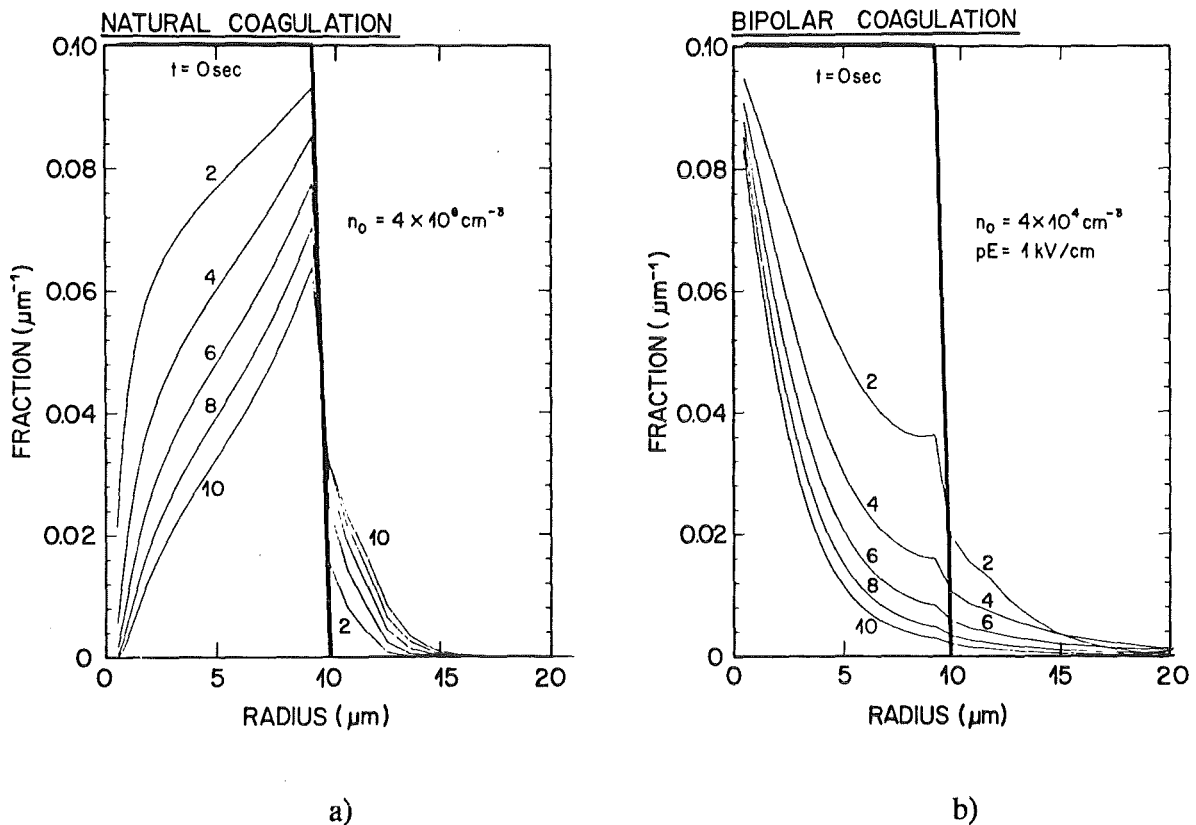 NATURAL COAGULATION
0.10
0.08
0.06
0.04
0.02
0
FRACTION (μm⁻¹)
t = 0sec
2
4
6
8
10
n₀ = 4 × 10⁶ cm⁻³
10
2
0 5 10 15 20
RADIUS (μm)
a)
BIPOLAR COAGULATION
0.10
0.08
0.06
0.04
0.02
0
FRACTION (μm⁻¹)
t = 0sec
n₀ = 4 × 10⁴ cm⁻³
pE = 1 kV/cm
2
4
6
8
10
2
4
6
0 5 10 15 20
RADIUS (μm)
b)